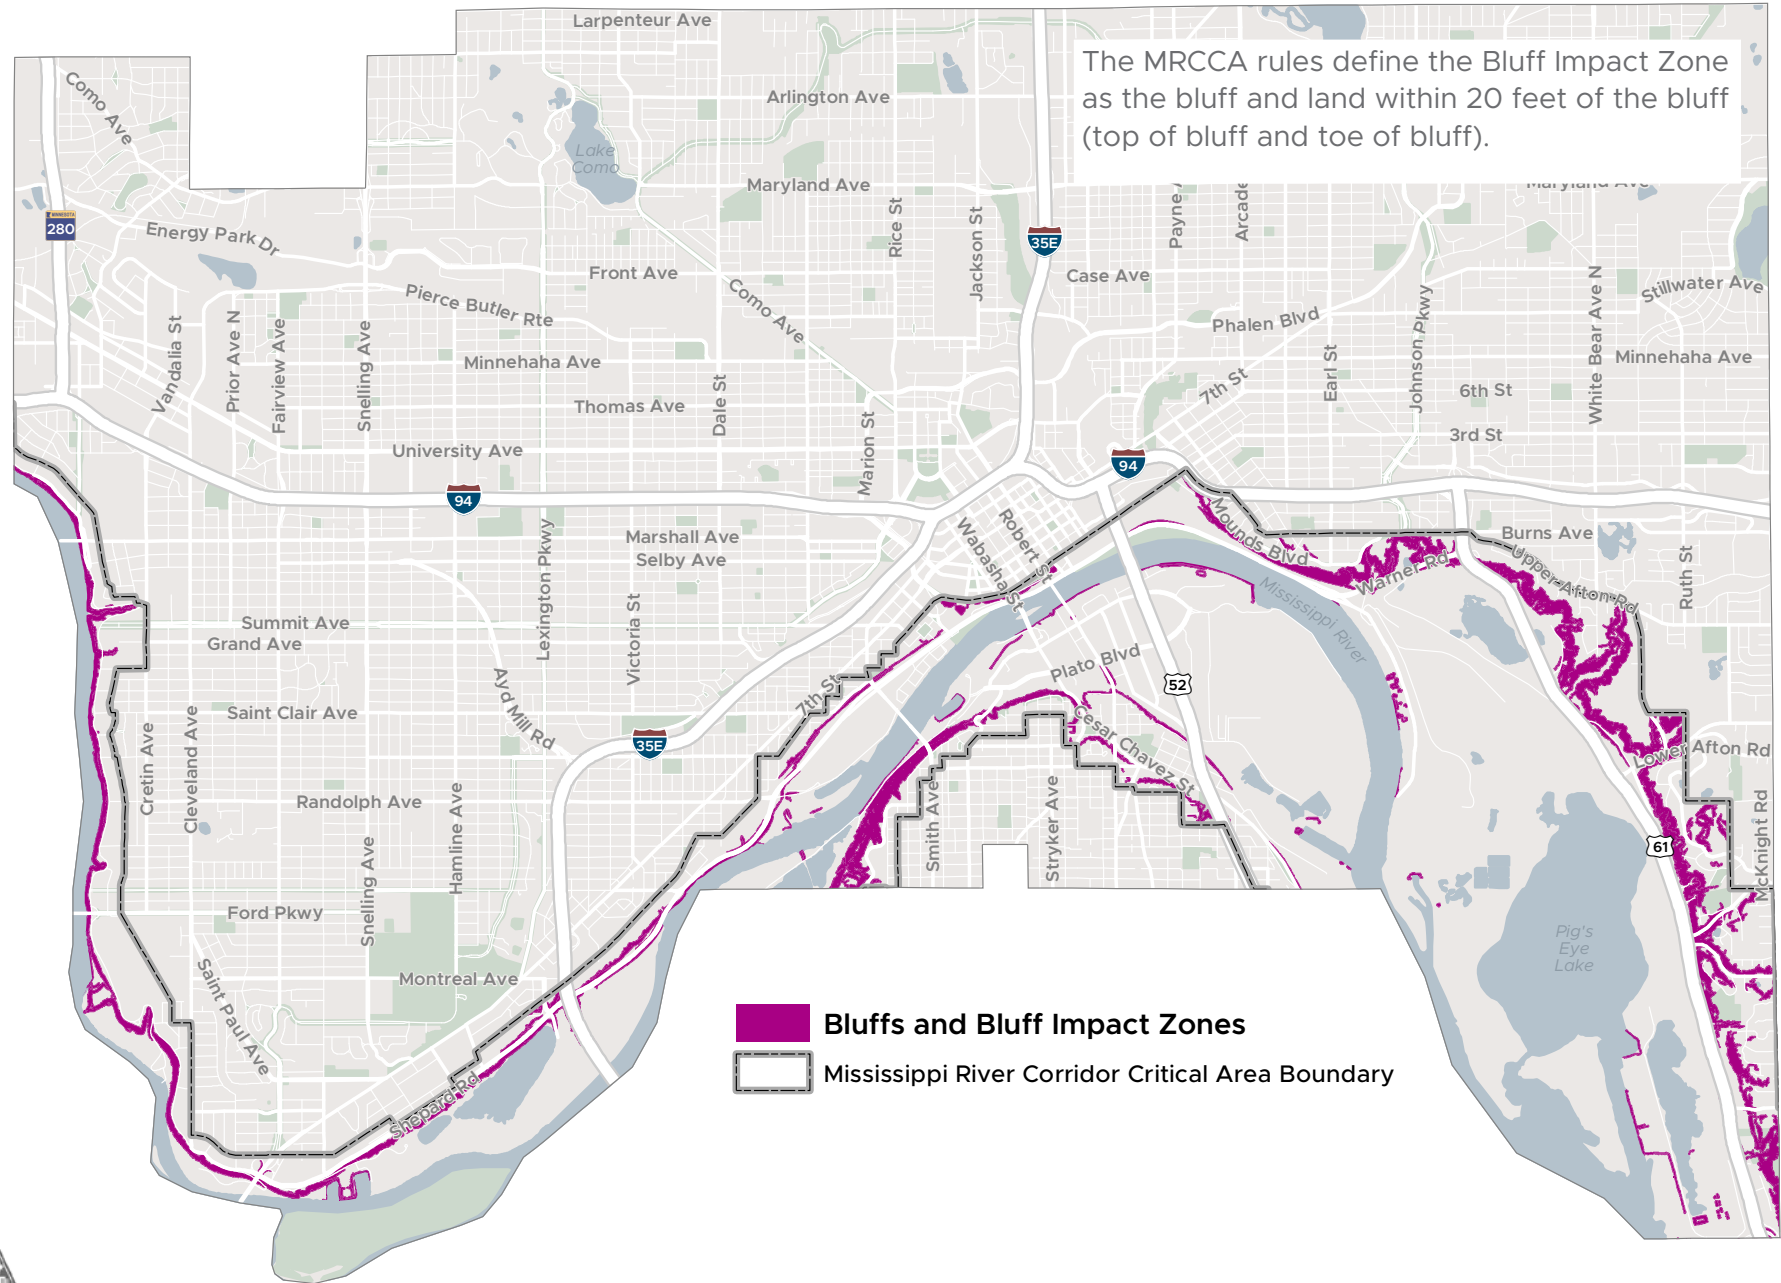 Larpenteur Ave
The MRCCA rules define the Bluff Impact Zone
as the bluff and land within 20 feet of the bluff
(top of bluff and toe of bluff).
Como Ave
Arlington Ave
Lake
Como
Maryland Ave
Maryland Ave
MINNESOTA
280
Energy Park Dr
Rice St
Jackson St
35E
Payne
Arcade
Front Ave
Case Ave
Pierce Butler Rte
Como Ave
Stillwater Ave
Phalen Blvd
Vandalia St
Prior Ave N
Fairview Ave
Snelling Ave
Minnehaha Ave
Johnson Pkwy
White Bear Ave N
Minnehaha Ave
Earl St
7th St
6th St
Thomas Ave
Dale St
Marion St
3rd St
University Ave
94
94
Marshall Ave
Selby Ave
Lexington Pkwy
Robert St
Wabasha St
Mounds Blvd
Burns Ave
Warner Rd
Upper Afton Rd
Ruth St
Mississippi River
Summit Ave
Grand Ave
Victoria St
Plato Blvd
52
7th St
Ayd Mill Rd
Saint Clair Ave
Cretin Ave
Cleveland Ave
35E
Cesar Chavez St
Lower Afton Rd
Randolph Ave
Hamline Ave
Smith Ave
Stryker Ave
McKnight Rd
61
Snelling Ave
Ford Pkwy
Pig's
Eye
Lake
Saint Paul Ave
Montreal Ave
Shepard Rd
Bluffs and Bluff Impact Zones
Mississippi River Corridor Critical Area Boundary